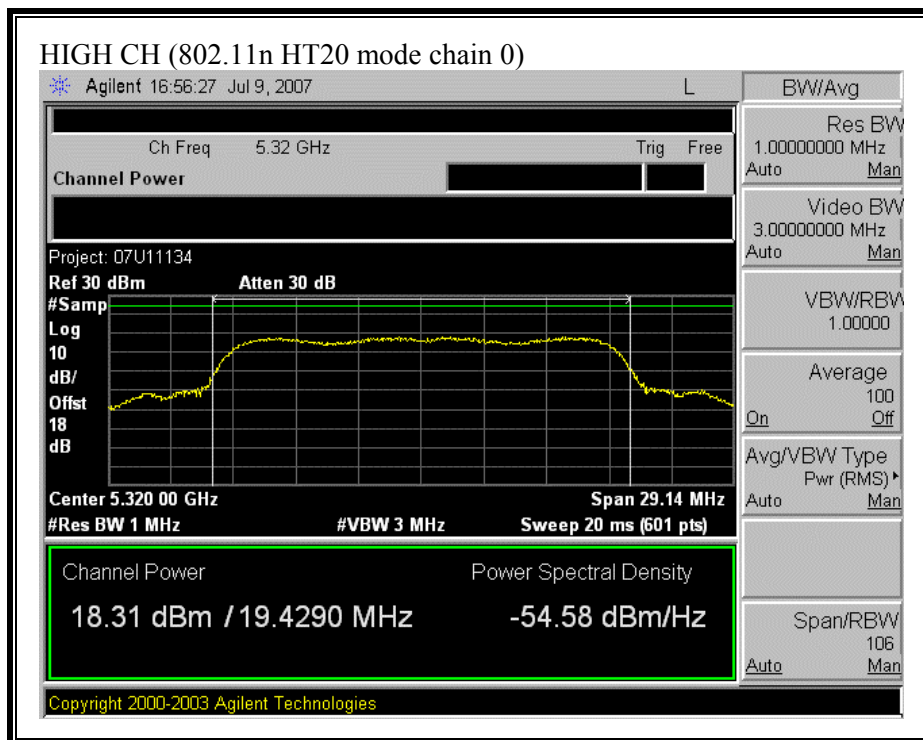 HIGH CH (802.11n HT20 mode chain 0)
Agilent 16:56:27 Jul 9, 2007 L
BW/Avg
Ch Freq 5.32 GHz Trig Free
Channel Power
Project: 07U11134
Ref 30 dBm Atten 30 dB
#Samp
Log
10
dB/
Offst
18
dB
Center 5.320 00 GHz Span 29.14 MHz
#Res BW 1 MHz #VBW 3 MHz Sweep 20 ms (601 pts)
Channel Power Power Spectral Density
18.31 dBm / 19.4290 MHz -54.58 dBm/Hz
Copyright 2000-2003 Agilent Technologies
Res BW
1.00000000 MHz
Auto Man
Video BW
3.00000000 MHz
Auto Man
VBW/RBW
1.00000
Average
100
On Off
Avg/VBW Type
Pwr (RMS)
Auto Man
Span/RBW
106
Auto Man